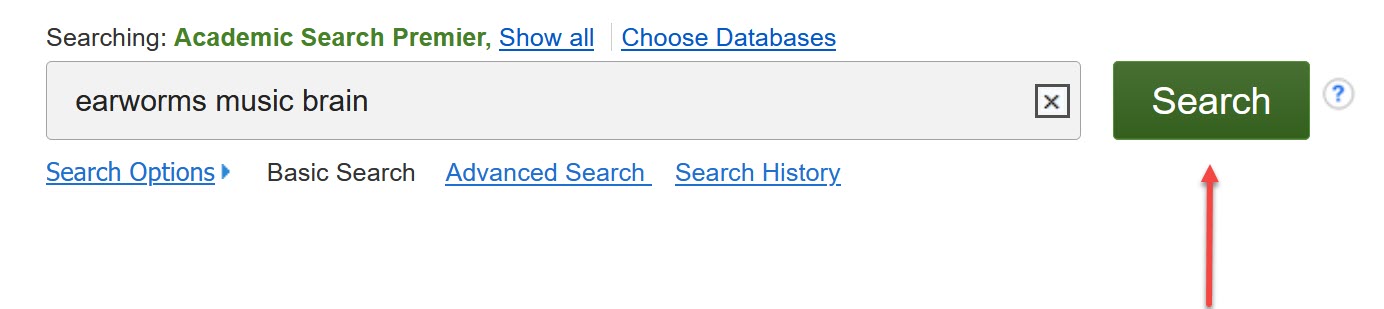 Searching: Academic Search Premier, Show all Choose Databases
earworms music brain
Search
?
Search Options Basic Search Advanced Search Search History